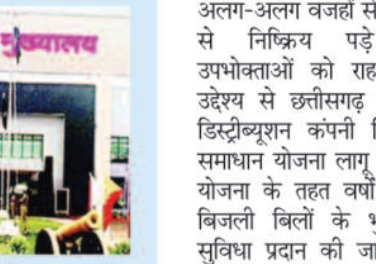 मुख्यालय
अलग-अलग वजहों से
से निष्क्रिय पड़े
उपभोक्ताओं को राह
उद्देश्य से छत्तीसगढ़
डिस्ट्रीब्यूशन कंपनी
समाधान योजना लागू
योजना के तहत वर्षों
बिजली बिलों के
सुविधा प्रदान की जा